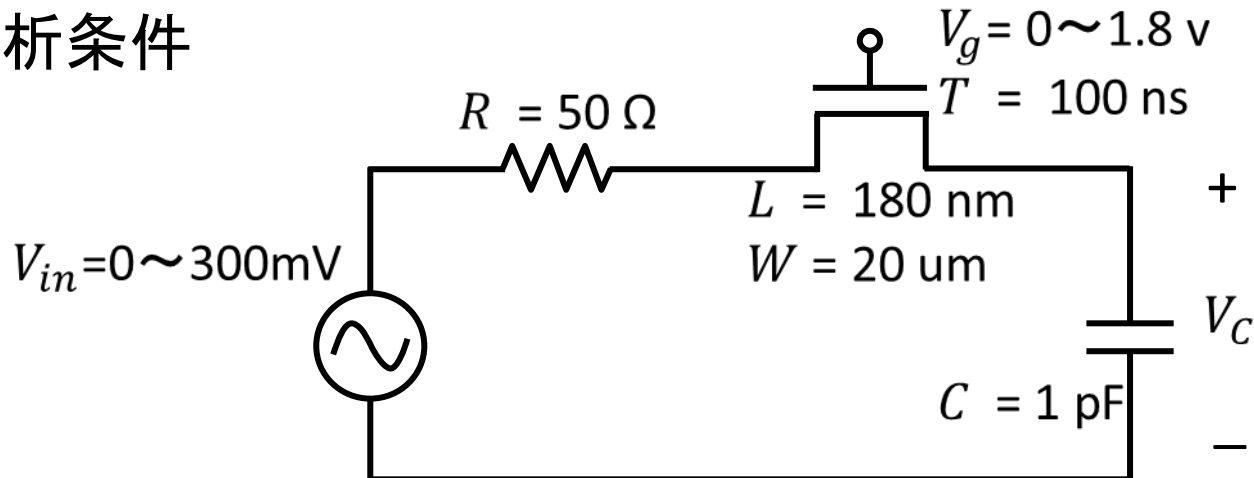 析条件
V_g = 0～1.8 v
R = 50 Ω
T = 100 ns
L = 180 nm
V_in=0～300mV
W = 20 um
V_C
C = 1 pF
+
−